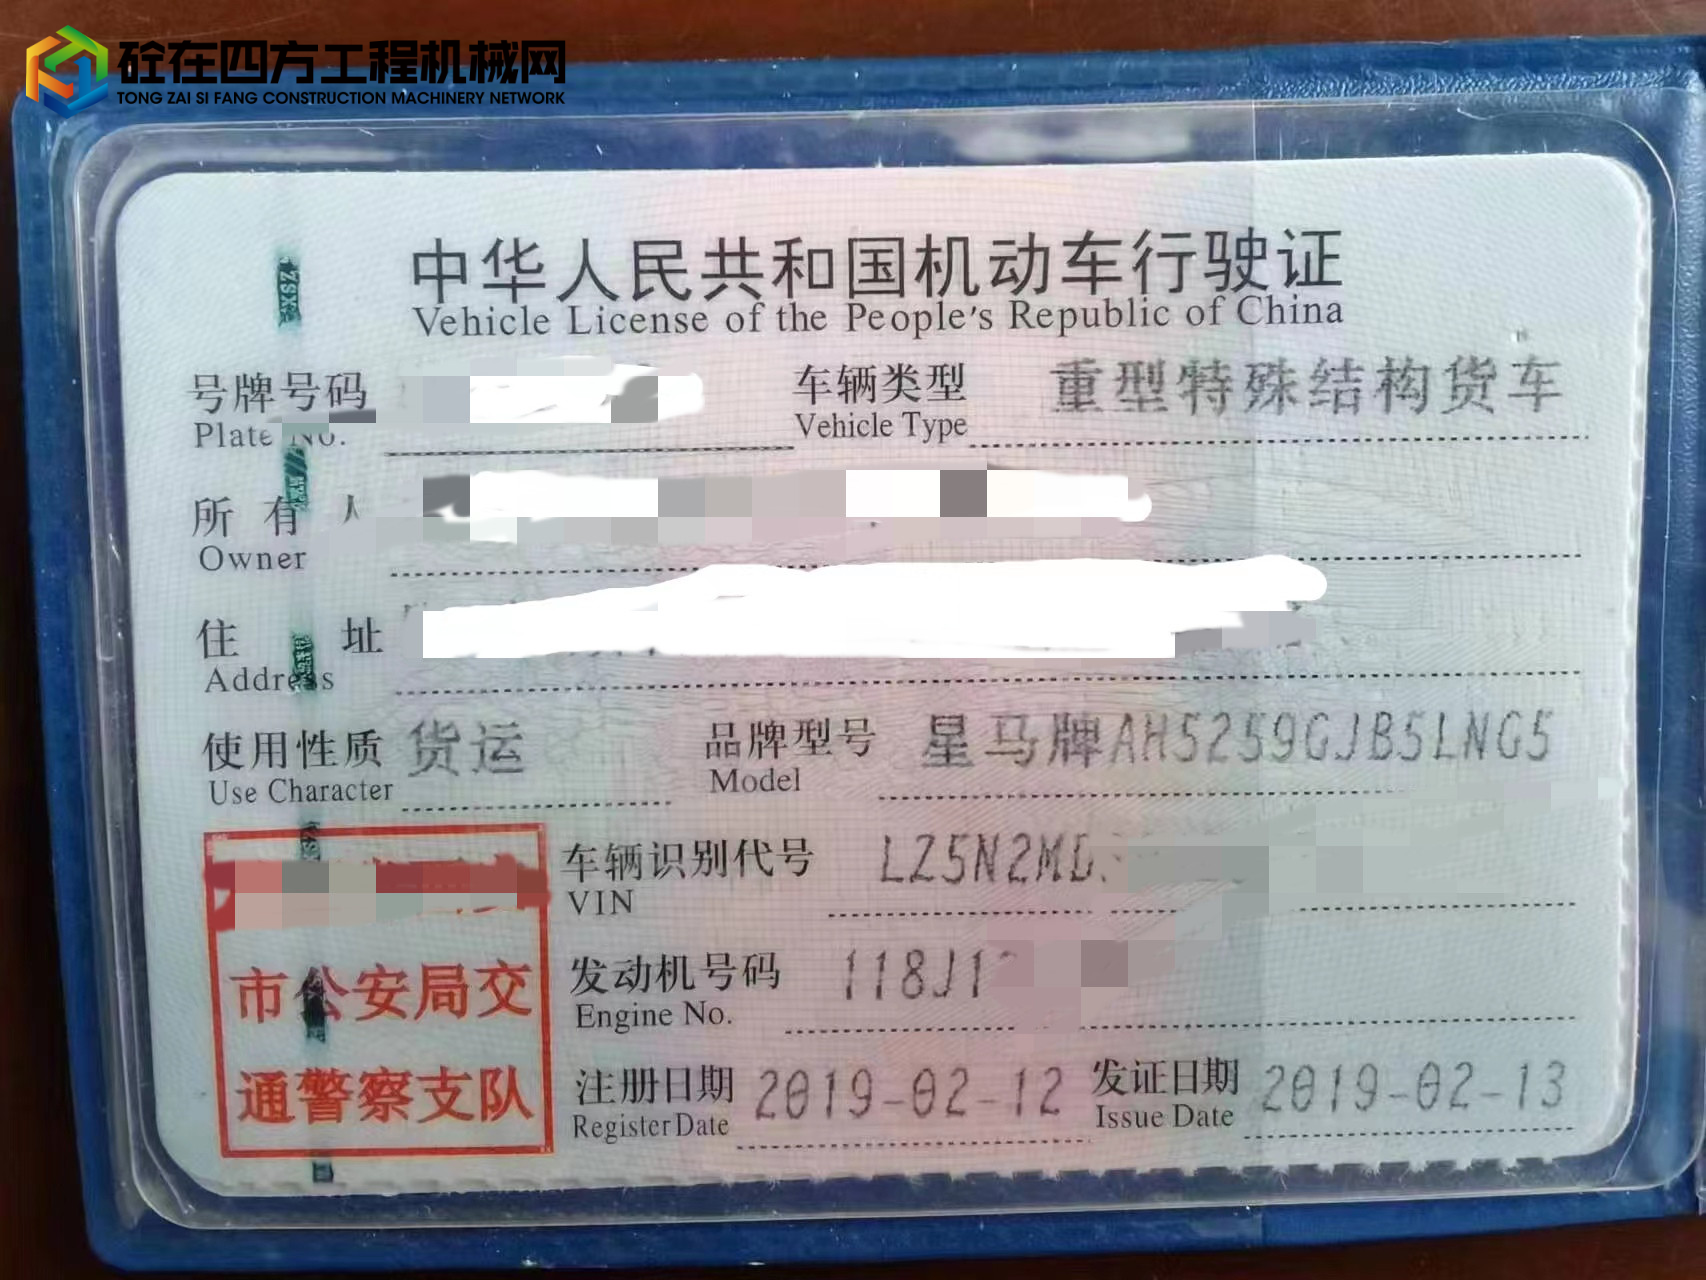 砼在四方工程机械网
TONG ZAI SI FANG CONSTRUCTION MACHINERY NETWORK
中华人民共和国机动车行驶证
Vehicle License of the People's Republic of China
号牌号码 车辆类型 重型特殊结构货车
Plate No. Vehicle Type
所有人
Owner
住址
Address
使用性质 货运 品牌型号 星马牌AH5259GJB5LNG5
Use Character Model
车辆识别代号 LZ5N2MD
VIN
市公安局交
发动机号码 118J1
Engine No.
通警察支队
注册日期 2019-02-12 发证日期 2019-02-13
Register Date Issue Date